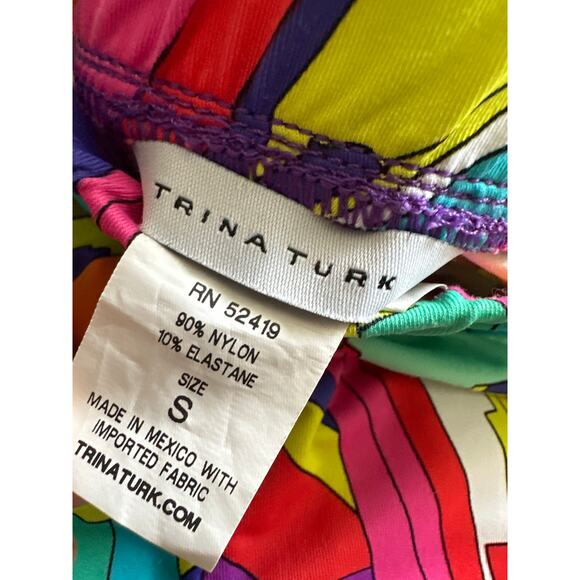 TRINA TURK
RN 52419
90% NYLON
10% ELASTANE
SIZE
S
MADE IN MEXICO WITH
IMPORTED FABRIC
TRINATURK.COM